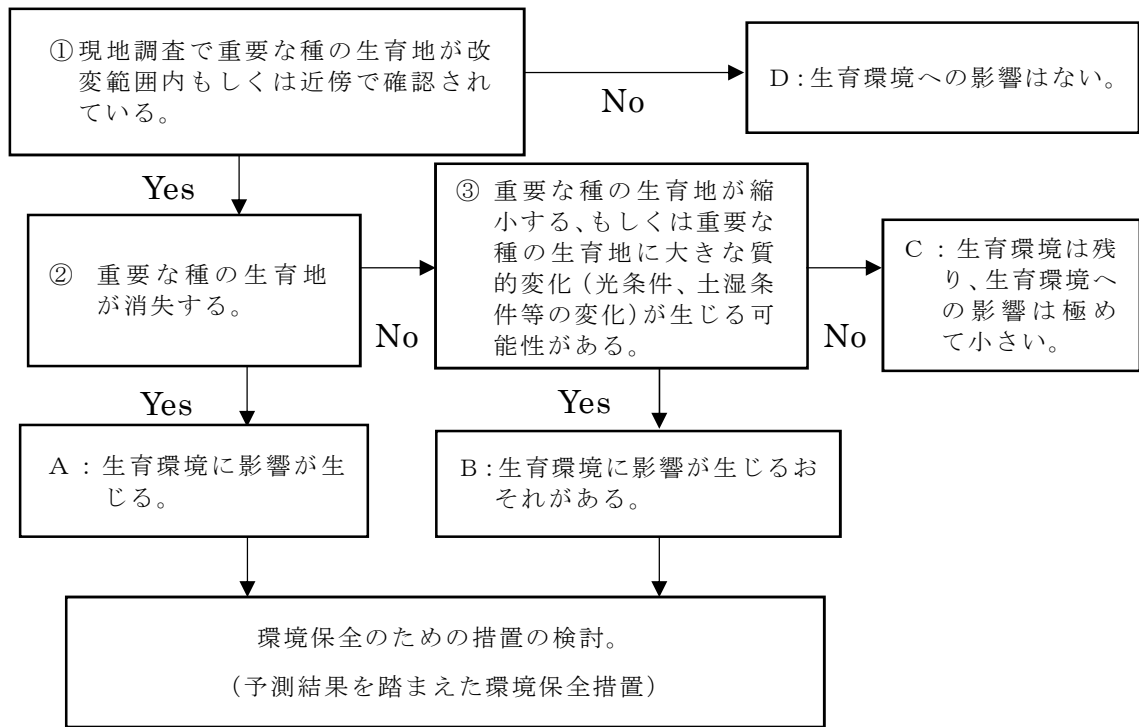 ①現地調査で重要な種の生育地が改
変範囲内もしくは近傍で確認され
ている。
No
D:生育環境への影響はない。
Yes
② 重要な種の生育地
が消失する。
No
③ 重要な種の生育地が縮
小する、もしくは重要な
種の生育地に大きな質
的変化（光条件、土湿条
件等の変化）が生じる可
能性がある。
No
C：生育環境は残
り、生育環境へ
の影響は極め
て小さい。
Yes
A：生育環境に影響が生
じる。
Yes
B:生育環境に影響が生じるお
それがある。
環境保全のための措置の検討。
（予測結果を踏まえた環境保全措置）